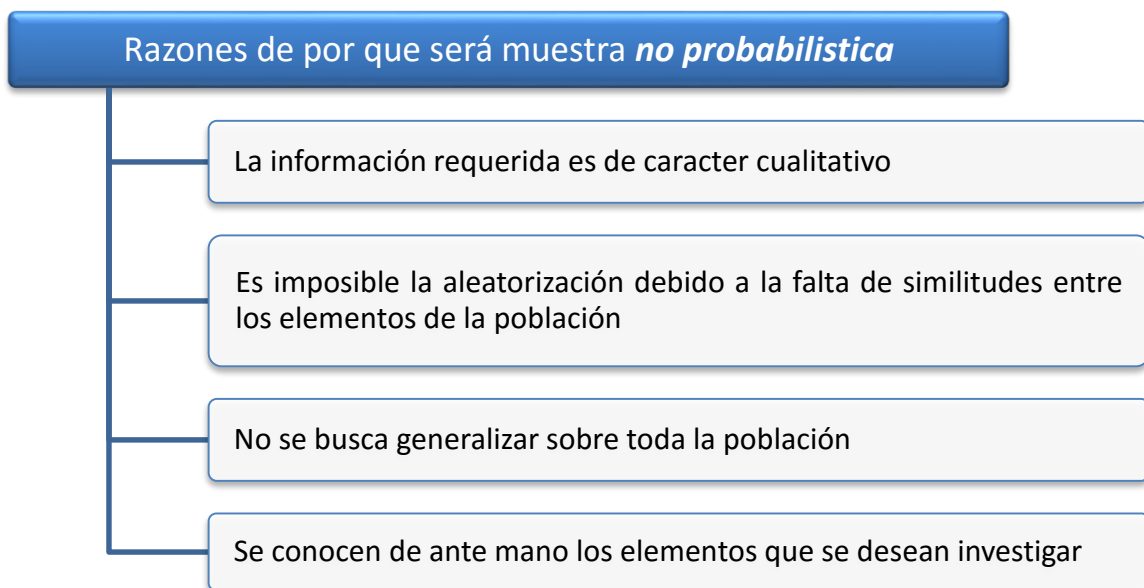 Razones de por que será muestra no probabilistica
La información requerida es de caracter cualitativo
Es imposible la aleatorización debido a la falta de similitudes entre
los elementos de la población
No se busca generalizar sobre toda la población
Se conocen de ante mano los elementos que se desean investigar